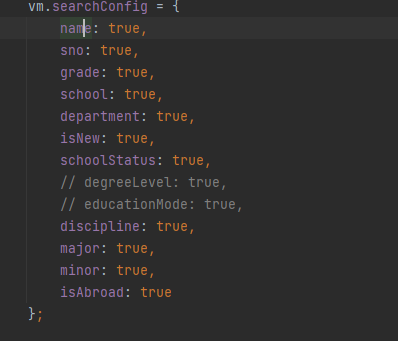 vm.searchConfig = {
name: true,
sno: true,
grade: true,
school: true,
department: true,
isNew: true,
schoolStatus: true,
// degreeLevel: true,
// educationMode: true,
discipline: true,
major: true,
minor: true,
isAbroad: true
};